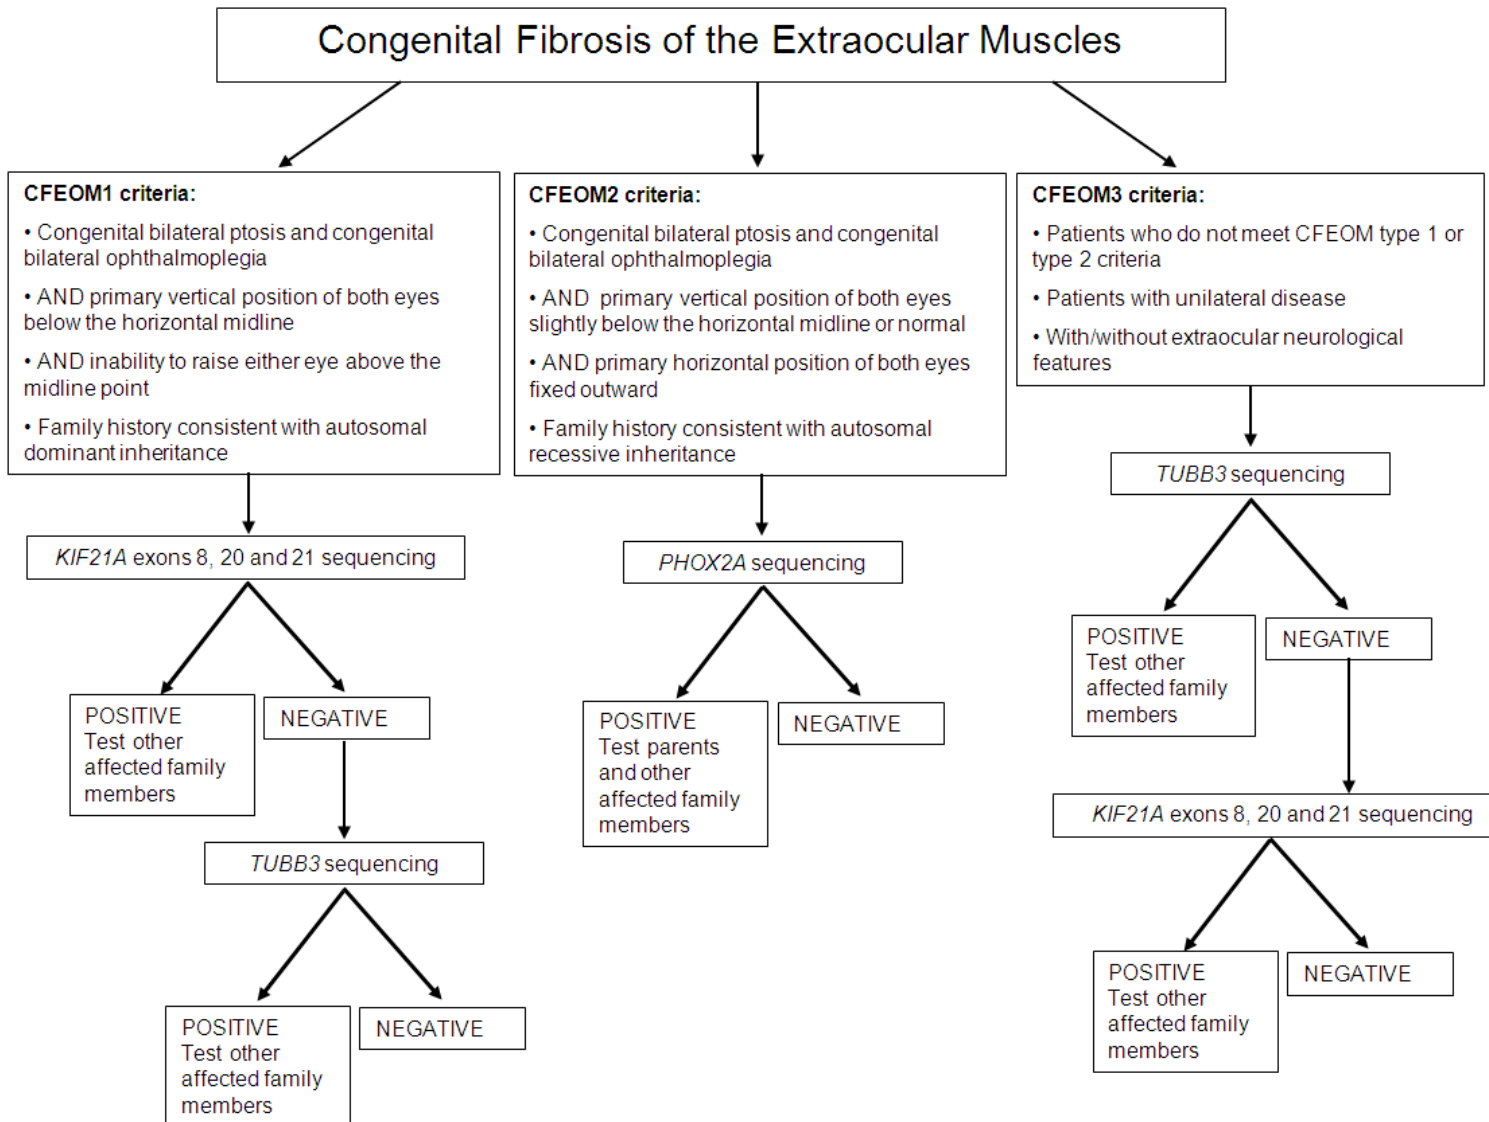 Congenital Fibrosis of the Extraocular Muscles
CFEOM1 criteria:
• Congenital bilateral ptosis and congenital
bilateral ophthalmoplegia
• AND primary vertical position of both eyes
below the horizontal midline
• AND inability to raise either eye above the
midline point
• Family history consistent with autosomal
dominant inheritance
KIF21A exons 8, 20 and 21 sequencing
POSITIVE
Test other
affected family
members
NEGATIVE
TUBB3 sequencing
POSITIVE
Test other
affected family
members
NEGATIVE
CFEOM2 criteria:
• Congenital bilateral ptosis and congenital
bilateral ophthalmoplegia
• AND primary vertical position of both eyes
slightly below the horizontal midline or normal
• AND primary horizontal position of both eyes
fixed outward
• Family history consistent with autosomal
recessive inheritance
PHOX2A sequencing
POSITIVE
Test parents
and other
affected family
members
NEGATIVE
CFEOM3 criteria:
• Patients who do not meet CFEOM type 1 or
type 2 criteria
• Patients with unilateral disease
• With/without extraocular neurological
features
TUBB3 sequencing
POSITIVE
Test other
affected family
members
NEGATIVE
KIF21A exons 8, 20 and 21 sequencing
POSITIVE
Test other
affected family
members
NEGATIVE